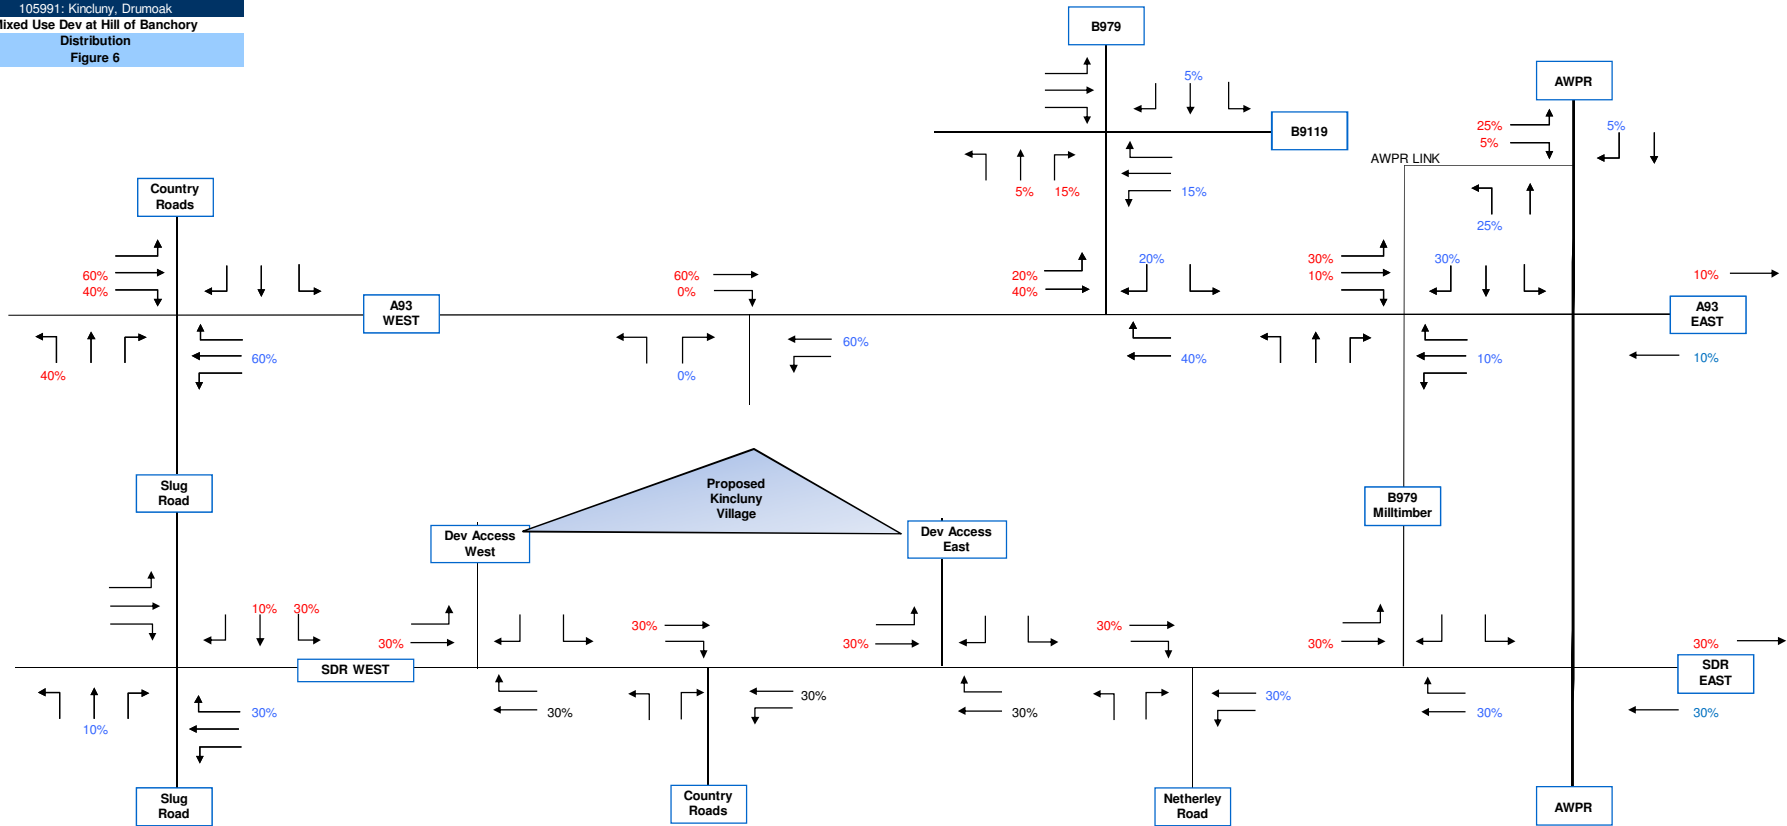 105991: Kincluny, Drumoak
Mixed Use Dev at Hill of Banchory
Distribution
Figure 6
B979
AWPR
5%
B9119
25%
5%
5%
AWPR LINK
5% 15%
15%
25%
Country
Roads
60%
40%
60%
0%
20%
40%
20%
30%
10%
30%
10%
A93
WEST
A93
EAST
40%
60%
0%
60%
40%
10%
10%
Slug
Road
Proposed
Kincluny
Village
B979
Milltimber
Dev Access
West
Dev Access
East
10% 30%
30%
30%
30%
30%
30%
30%
SDR WEST
SDR
EAST
10%
30%
30%
30%
30%
30%
30%
30%
Slug
Road
Country
Roads
Netherley
Road
AWPR